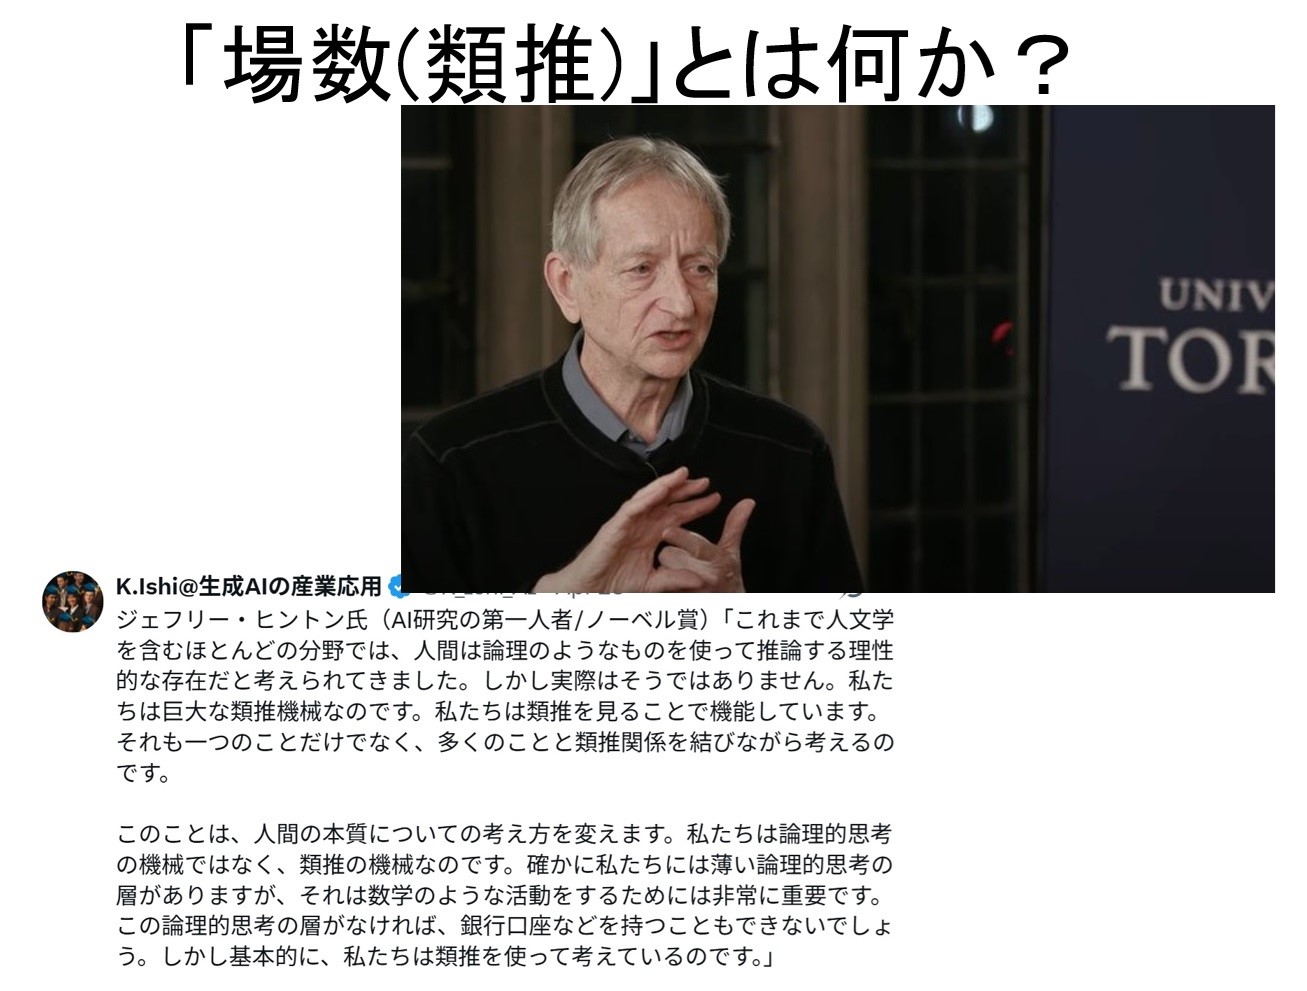 「場数(類推)」とは何か？
UNIV
TOR
K.Ishi@生成AIの産業応用
ジェフリー・ヒントン氏（AI研究の第一人者/ノーベル賞）「これまで人文学
を含むほとんどの分野では、人間は論理のようなものを使って推論する理性
的な存在だと考えられてきました。しかし実際はそうではありません。私た
ちは巨大な類推機械なのです。私たちは類推を見ることで機能しています。
それも一つのことだけでなく、多くのことと類推関係を結びながら考えるの
です。
このことは、人間の本質についての考え方を変えます。私たちは論理的思考
の機械ではなく、類推の機械なのです。確かに私たちには薄い論理的思考の
層がありますが、それは数学のような活動をするためには非常に重要です。
この論理的思考の層がなければ、銀行口座などを持つこともできないでしょ
う。しかし基本的に、私たちは類推を使って考えているのです。」